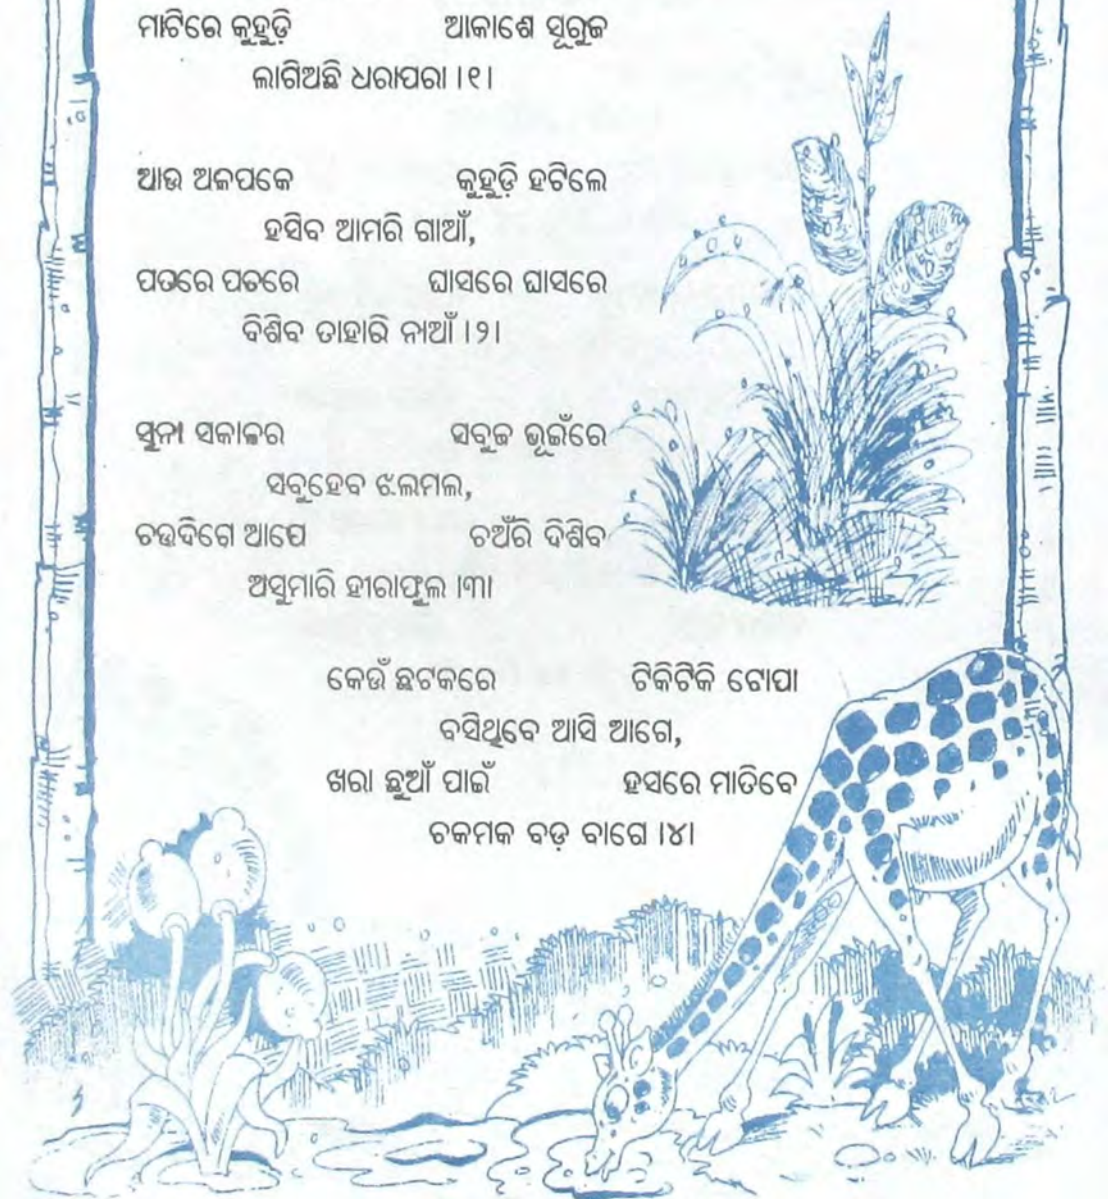 ମାଟିରେ କୁହୁଡ଼ି ଆକାଶେ ସୂରୁଜ
ଲାଗିଅଛି ଧରାପରା ।୧।
ଆଉ ଅଳପକେ କୁହୁଡ଼ି ହଟିଲେ
ହସିବ ଆମରି ଗାଆଁ,
ପତରେ ପତରେ ଘାସରେ ଘାସରେ
ବିଶିବ ତାହାରି ନାଆଁ ।୨।
ସୁନା ସକାଳର ସବୁଜ ଭୂଇଁରେ
ସବୁହେବ ଝଲମଲ,
ଚଉଦିଗେ ଆପେ ଚଅଁରି ଦିଶିବ
ଅସୁମାରି ହୀରାଫୁଲ ।୩।
କେଉଁ ଛଟକରେ ଟିକିଟିକି ଟୋପା
ବସିଥିବେ ଆସି ଆଗେ,
ଖରା ଛୁଆଁ ପାଇଁ ହସରେ ମାତିବେ
ଚକମକ ବଡ଼ ବାଗେ ।୪।